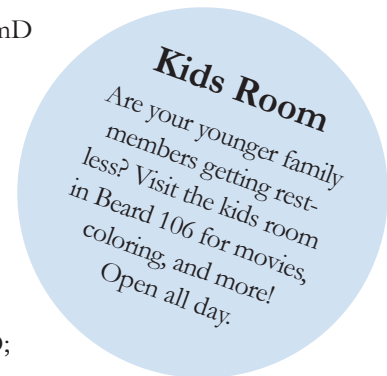 mD
Kids Room
Are your younger family
members getting rest-
less? Visit the kids room
in Beard 106 for movies,
coloring, and more!
Open all day.
;